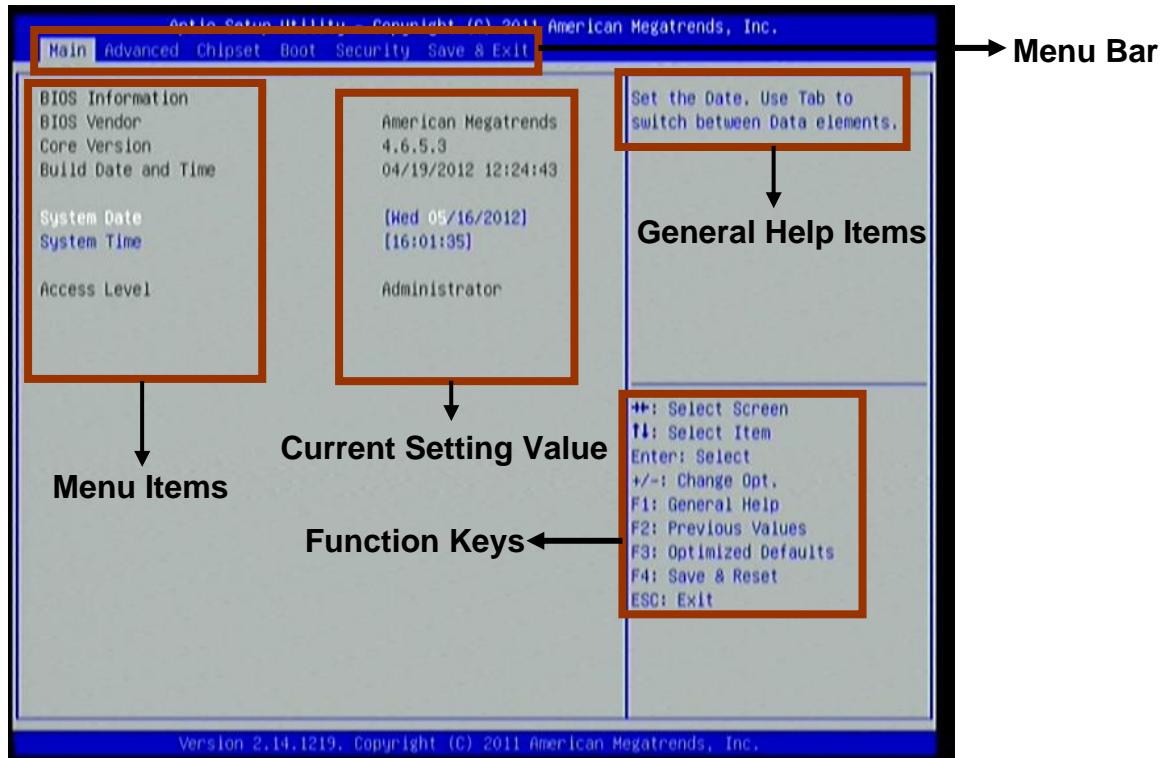 Aptio Setup Utility - Copyright (C) 2011 American Megatrends, Inc.
Main Advanced Chipset Boot Security Save & Exit
Menu Bar
BIOS Information
BIOS Vendor American Megatrends
Core Version 4.6.5.3
Build Date and Time 04/19/2012 12:24:43
System Date [Wed 05/16/2012]
System Time [16:01:35]
Access Level Administrator
Set the Date. Use Tab to
switch between Data elements.
General Help Items
Current Setting Value
Menu Items
Function Keys
→←: Select Screen
↑↓: Select Item
Enter: Select
+/-: Change Opt.
F1: General Help
F2: Previous Values
F3: Optimized Defaults
F4: Save & Reset
ESC: Exit
Version 2.14.1219. Copyright (C) 2011 American Megatrends, Inc.